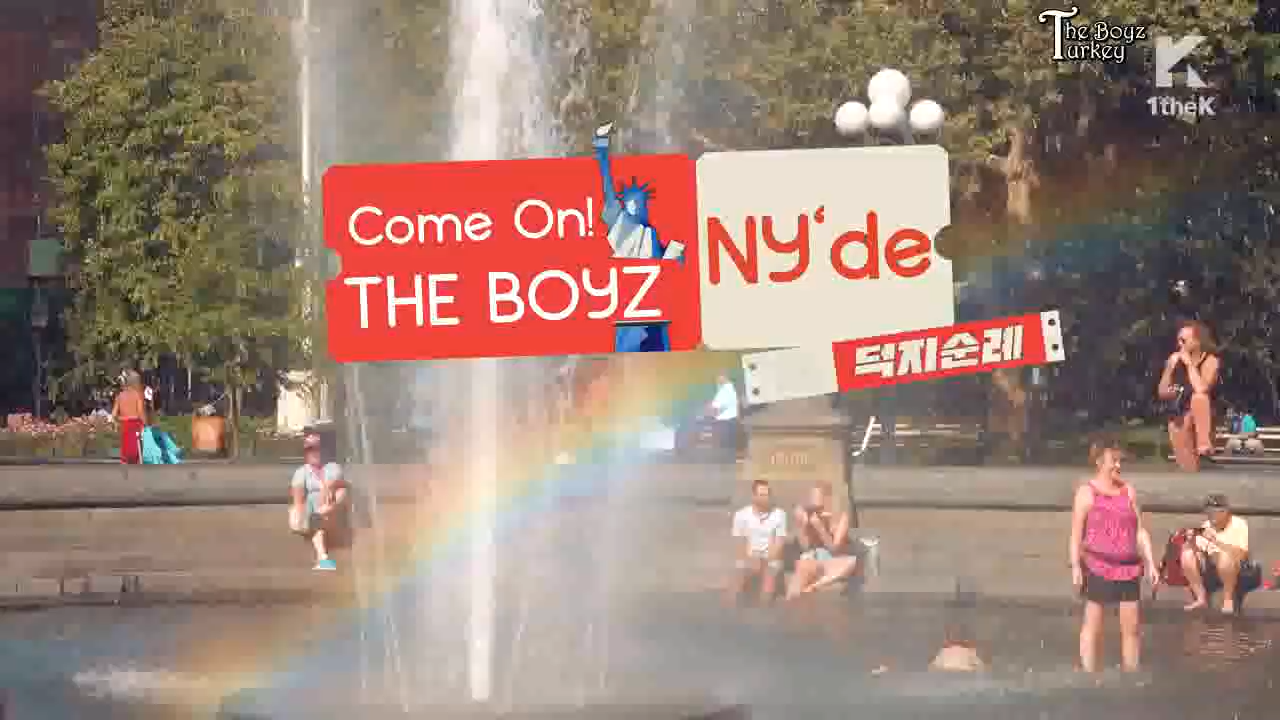 The Boyz
Turkey
1theK
Come On!
THE BOYZ
NY'de
덕지순례